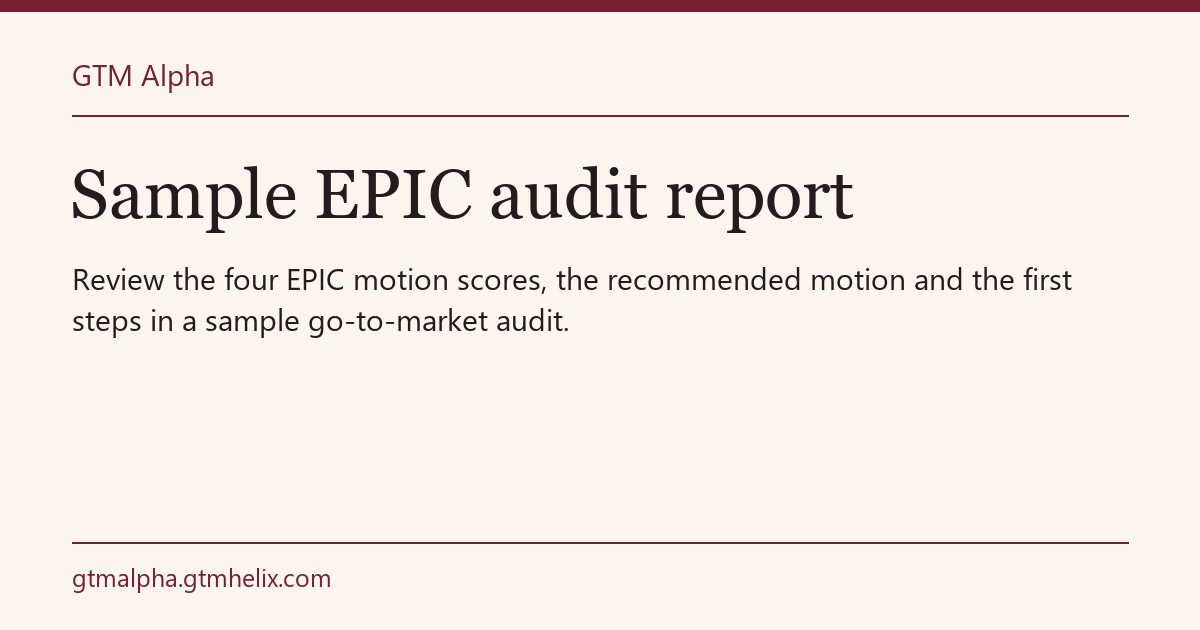 GTM Alpha
Sample EPIC audit report
Review the four EPIC motion scores, the recommended motion and the first
steps in a sample go-to-market audit.
gtmalpha.gtmhelix.com